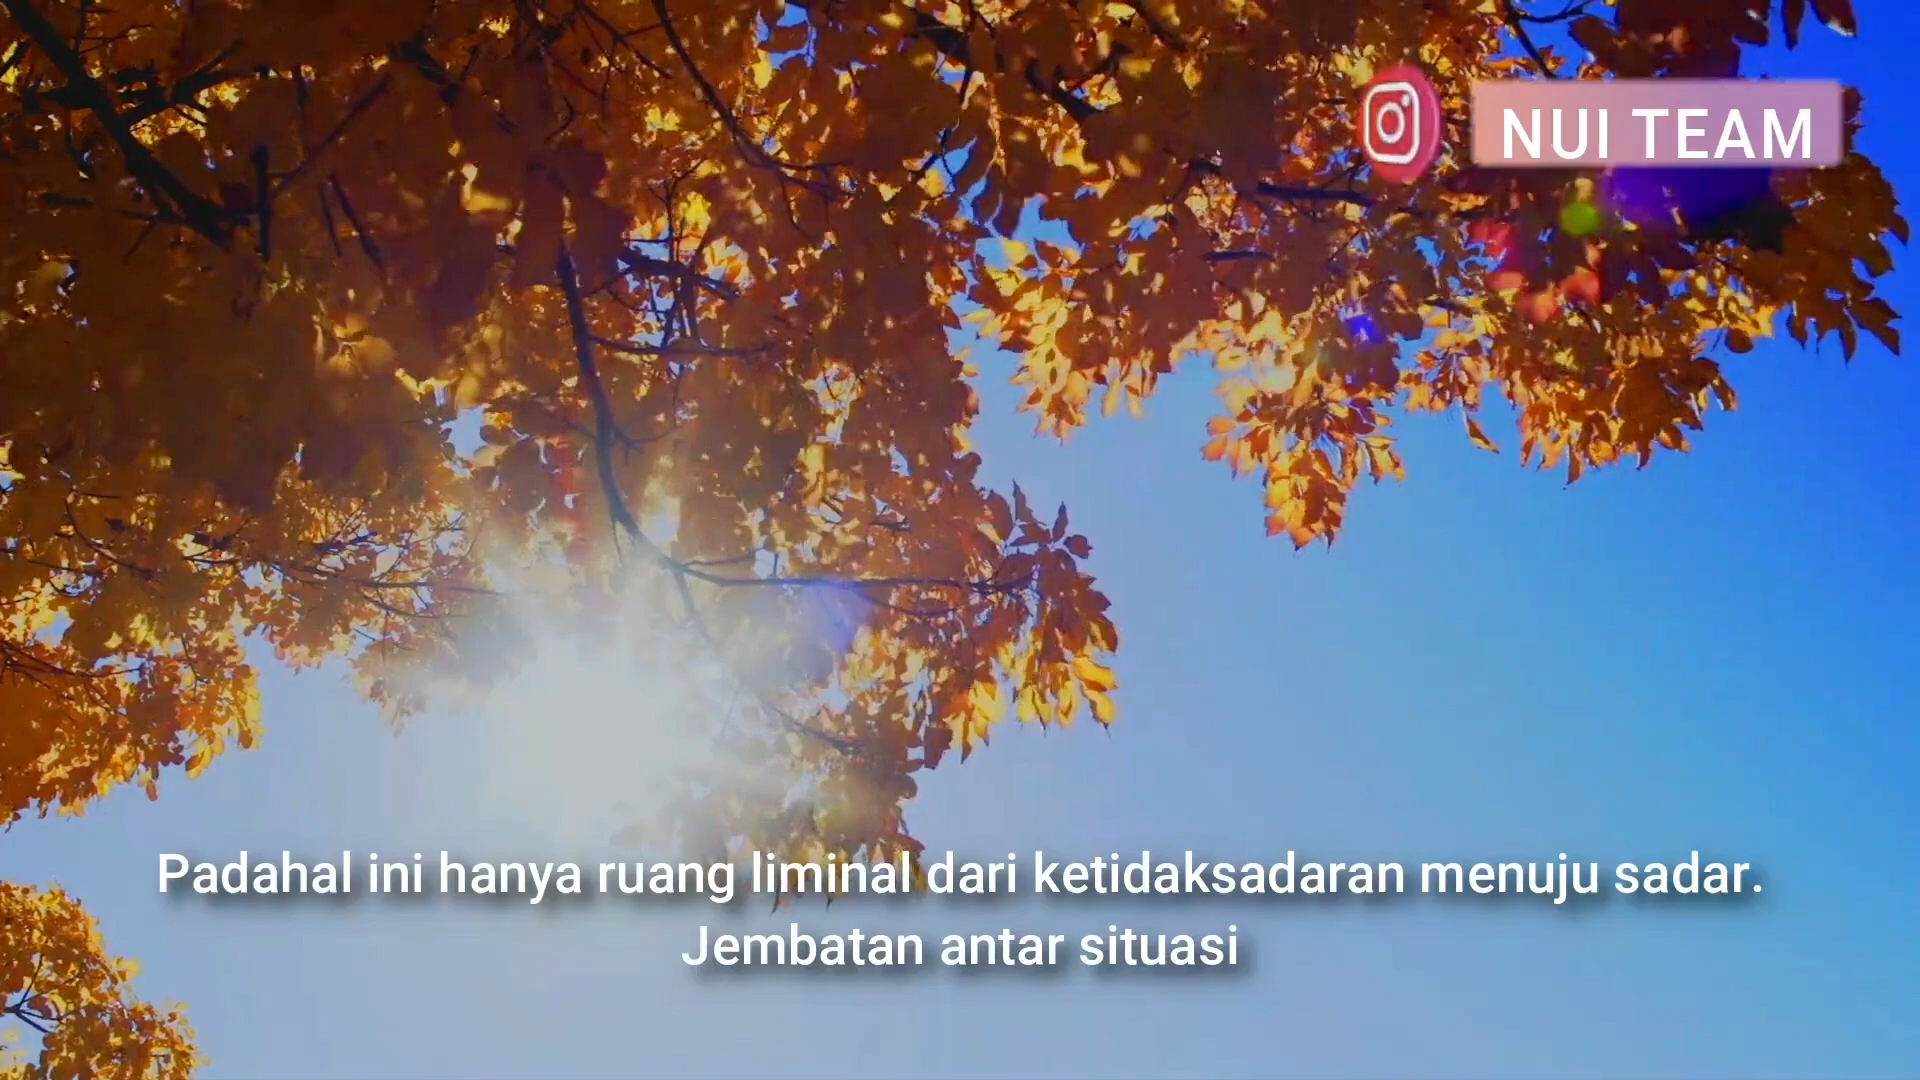 NUI TEAM
Padahal ini hanya ruang liminal dari ketidaksadaran menuju sadar.
Jembatan antar situasi